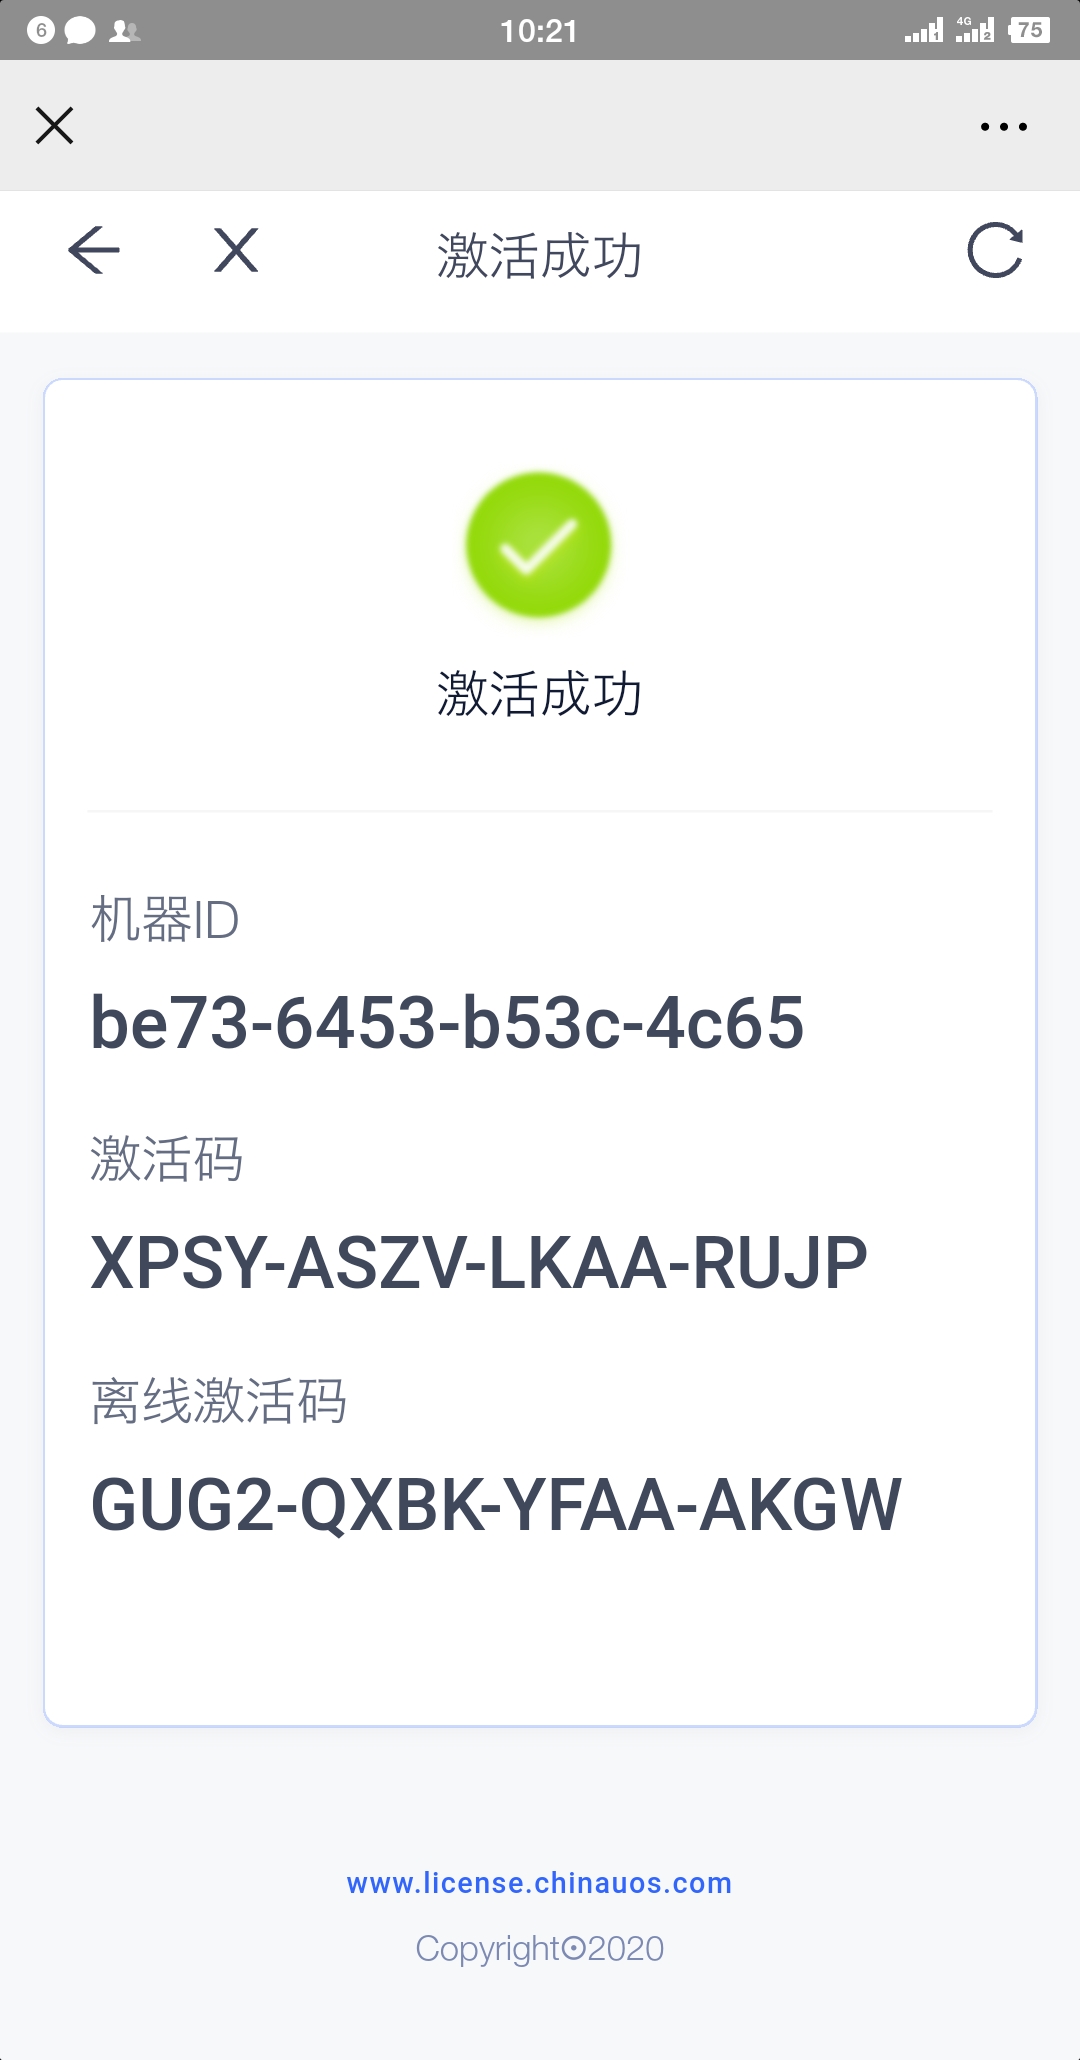 6
10:21
1
4G
2
75
激活成功
激活成功
机器ID
be73-6453-b53c-4c65
激活码
XPSY-ASZV-LKAA-RUJP
离线激活码
GUG2-QXBK-YFAA-AKGW
www.license.chinauos.com
Copyright⊙2020